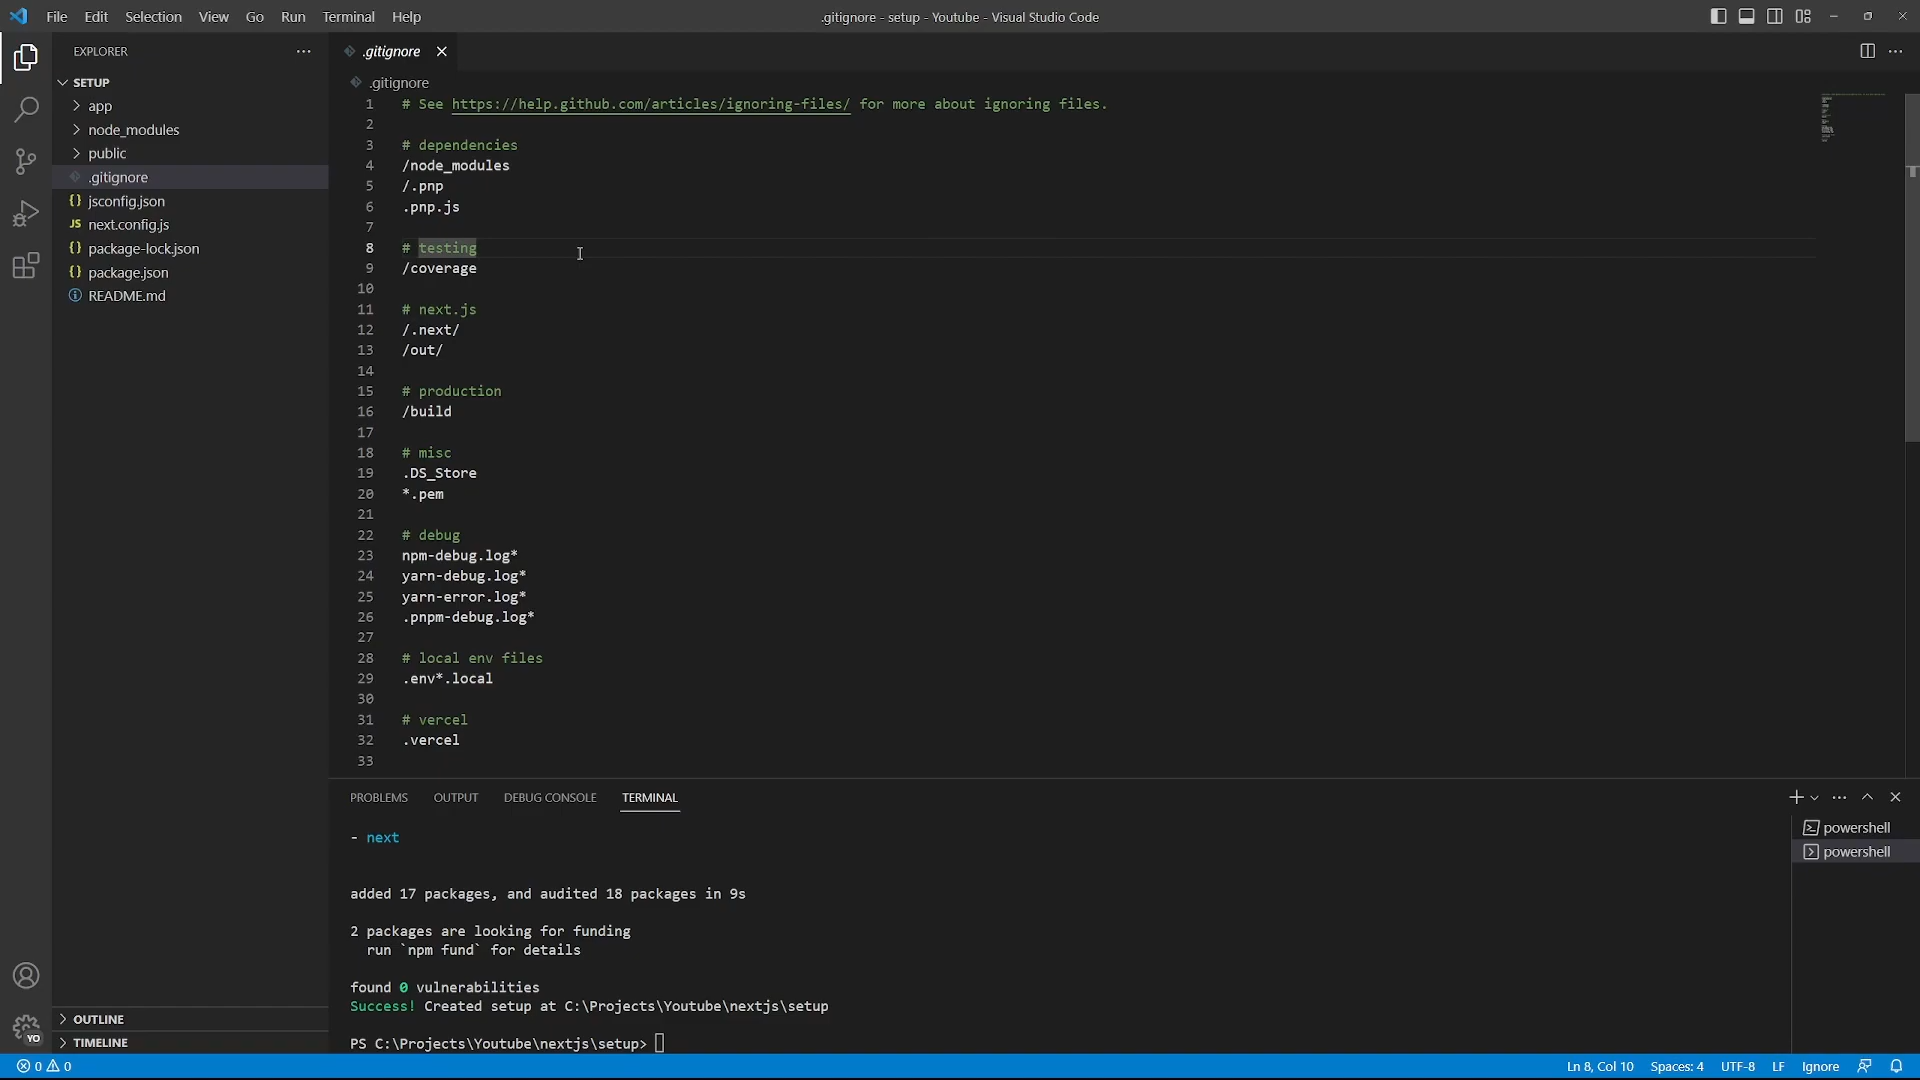 File Edit Selection View Go Run Terminal Help
.gitignore - setup - Youtube - Visual Studio Code
EXPLORER
SETUP
app
node_modules
public
.gitignore
{} jsconfig.json
JS next.config.js
{} package-lock.json
{} package.json
README.md
OUTLINE
TIMELINE
YO
.gitignore
.gitignore
1 # See https://help.github.com/articles/ignoring-files/ for more about ignoring files.
2
3 # dependencies
4 /node_modules
5 /.pnp
6 .pnp.js
7
8 # testing
9 /coverage
10
11 # next.js
12 /.next/
13 /out/
14
15 # production
16 /build
17
18 # misc
19 .DS_Store
20 *.pem
21
22 # debug
23 npm-debug.log*
24 yarn-debug.log*
25 yarn-error.log*
26 .pnpm-debug.log*
27
28 # local env files
29 .env*.local
30
31 # vercel
32 .vercel
33
PROBLEMS OUTPUT DEBUG CONSOLE TERMINAL
- next
added 17 packages, and audited 18 packages in 9s
2 packages are looking for funding
run `npm fund` for details
found 0 vulnerabilities
Success! Created setup at C:\Projects\Youtube\nextjs\setup
PS C:\Projects\Youtube\nextjs\setup>
powershell
powershell
0 0
Ln 8, Col 10 Spaces: 4 UTF-8 LF Ignore